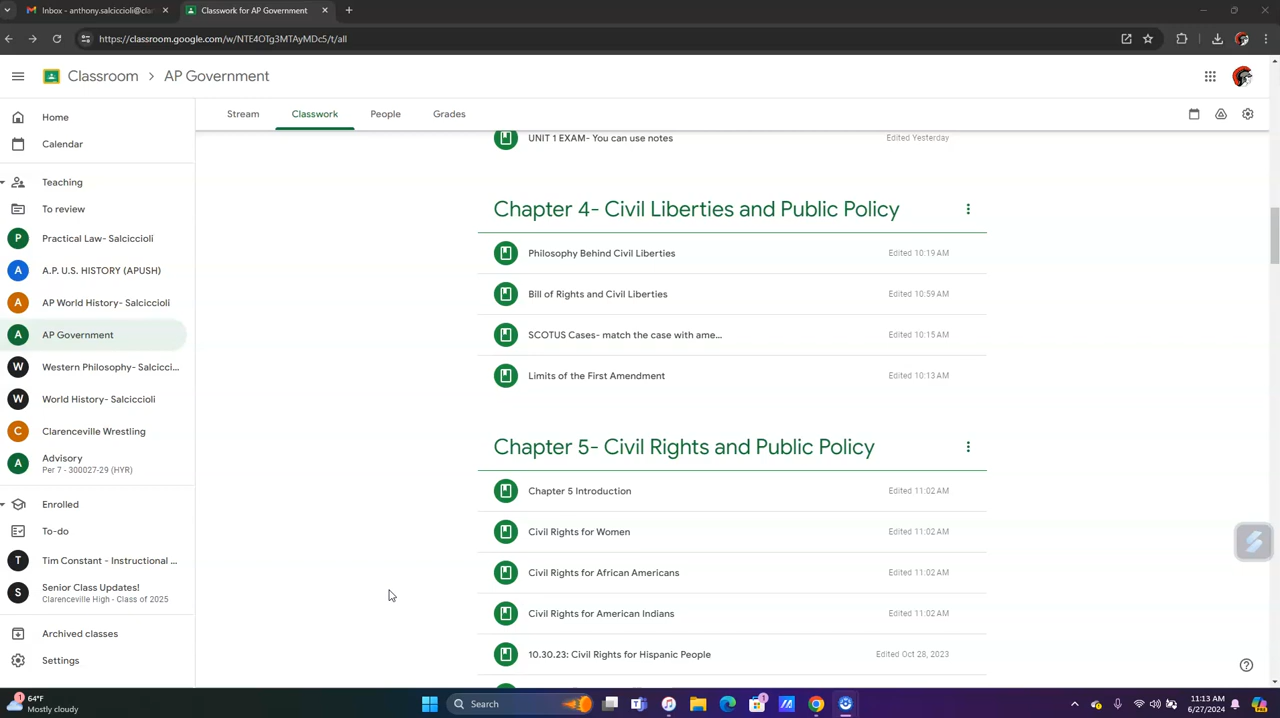 Inbox - anthony.salciccioli@cla
Classwork for AP Government
https://classroom.google.com/w/NTE4OTg3MTAyMDc5/t/all
Classroom > AP Government
Stream Classwork People Grades
Home
Calendar
Teaching
To review
P Practical Law- Salciccioli
A A.P. U.S. HISTORY (APUSH)
A AP World History- Salciccioli
A AP Government
W Western Philosophy- Salcicci...
W World History- Salciccioli
C Clarenceville Wrestling
A Advisory
Per 7 - 300027-29 (HYR)
Enrolled
To-do
T Tim Constant - Instructional ...
S Senior Class Updates!
Clarenceville High - Class of 2025
Archived classes
Settings
UNIT 1 EXAM- You can use notes Edited Yesterday
Chapter 4- Civil Liberties and Public Policy
Philosophy Behind Civil Liberties Edited 10:19 AM
Bill of Rights and Civil Liberties Edited 10:59 AM
SCOTUS Cases- match the case with ame... Edited 10:15 AM
Limits of the First Amendment Edited 10:13 AM
Chapter 5- Civil Rights and Public Policy
Chapter 5 Introduction Edited 11:02 AM
Civil Rights for Women Edited 11:02 AM
Civil Rights for African Americans Edited 11:02 AM
Civil Rights for American Indians Edited 11:02 AM
10.30.23: Civil Rights for Hispanic People Edited Oct 28, 2023
1 64°F
Mostly cloudy
Search
11:13 AM
6/27/2024